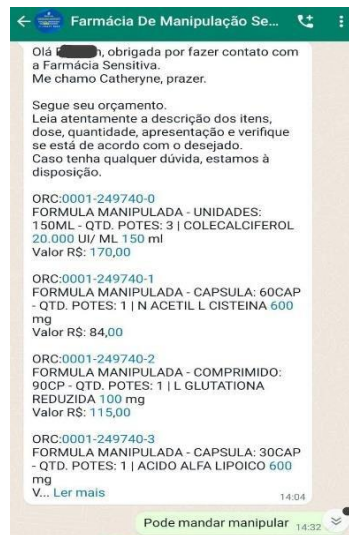 Farmácia De Manipulação Se...
Olá , obrigada por fazer contato com
a Farmácia Sensitiva.
Me chamo Catheryne, prazer.
Segue seu orçamento.
Leia atentamente a descrição dos itens,
dose, quantidade, apresentação e verifique
se está de acordo com o desejado.
Caso tenha qualquer dúvida, estamos à
disposição.
ORC:0001-249740-0
FORMULA MANIPULADA - UNIDADES:
150ML - QTD. POTES: 3 | COLECALCIFEROL
20.000 UI/ ML 150 ml
Valor R$: 170,00
ORC:0001-249740-1
FORMULA MANIPULADA - CAPSULA: 60CAP
- QTD. POTES: 1 | N ACETIL L CISTEINA 600
mg
Valor R$: 84,00
ORC:0001-249740-2
FORMULA MANIPULADA - COMPRIMIDO:
90CP - QTD. POTES: 1 | L GLUTATIONA
REDUZIDA 100 mg
Valor R$: 115,00
ORC:0001-249740-3
FORMULA MANIPULADA - CAPSULA: 30CAP
- QTD. POTES: 1 | ACIDO ALFA LIPOICO 600
mg
V... Ler mais
14:04
Pode mandar manipular 14:32